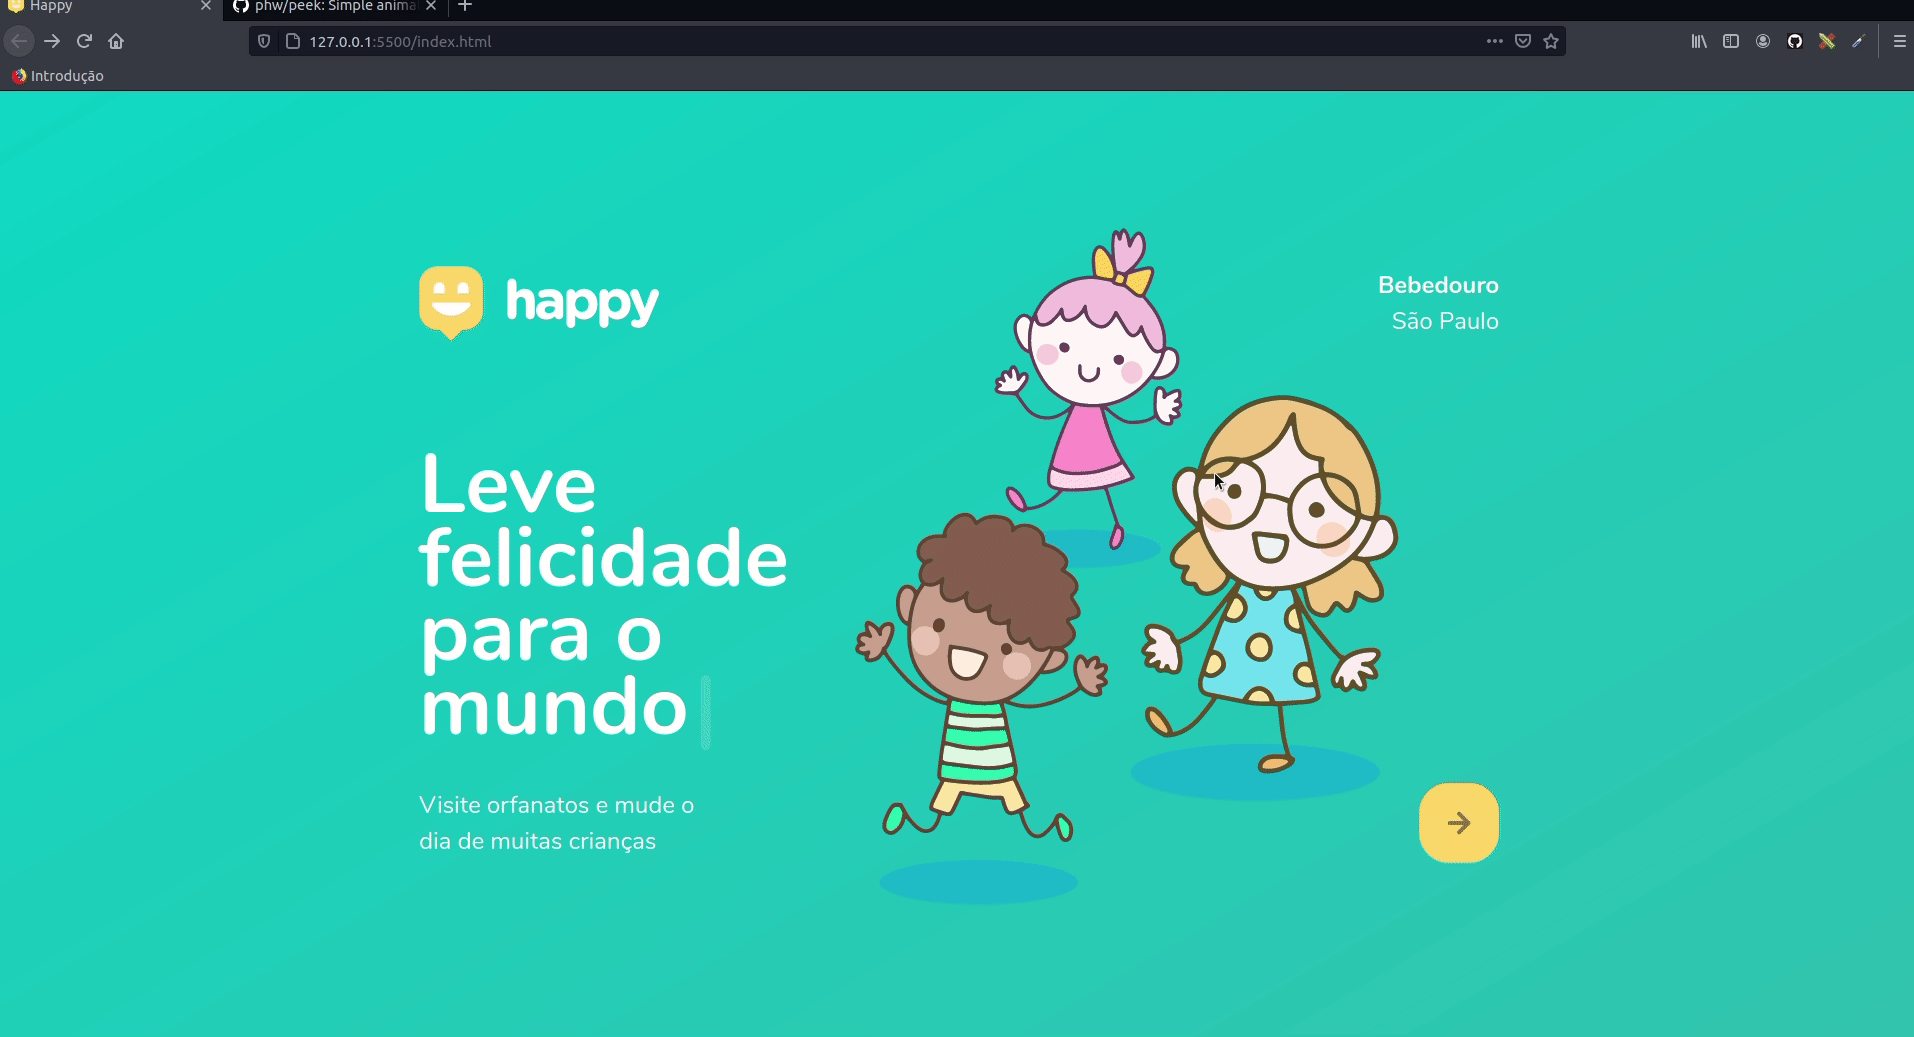 Happy
phw/peek: Simple anima
127.0.0.1:5500/index.html
Introdução
happy
Bebedouro
São Paulo
Leve
felicidade
para o
mundo
Visite orfanatos e mude o
dia de muitas crianças